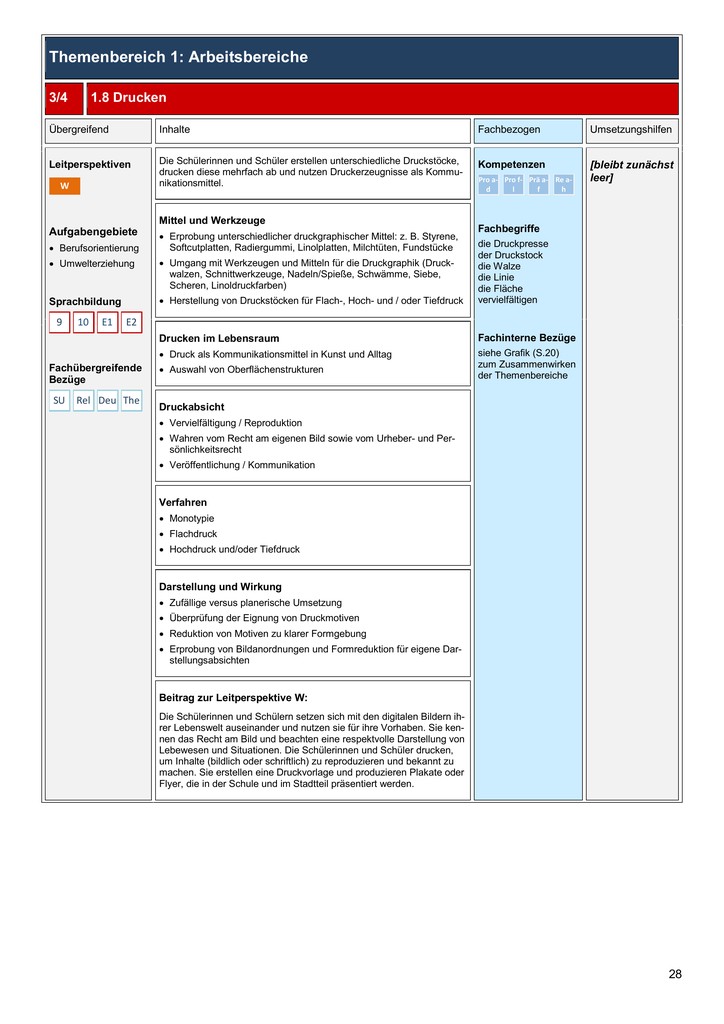 Themenbereich 1: Arbeitsbereiche
3/4 1.8 Drucken
Übergreifend
Inhalte
Fachbezogen
Umsetzungshilfen
Leitperspektiven
W
Aufgabengebiete
• Berufsorientierung
• Umwelterziehung
Sprachbildung
9 10 E1 E2
Fachübergreifende
Bezüge
SU Rel Deu The
Die Schülerinnen und Schüler erstellen unterschiedliche Druckstöcke,
drucken diese mehrfach ab und nutzen Druckerzeugnisse als Kommu-
nikationsmittel.
Mittel und Werkzeuge
• Erprobung unterschiedlicher druckgraphischer Mittel: z. B. Styrene,
Softcutplatten, Radiergummi, Linolplatten, Milchtüten, Fundstücke
• Umgang mit Werkzeugen und Mitteln für die Druckgraphik (Druck-
walzen, Schnittwerkzeuge, Nadeln/Spieße, Schwämme, Siebe,
Scheren, Linoldruckfarben)
• Herstellung von Druckstöcken für Flach-, Hoch- und / oder Tiefdruck
Drucken im Lebensraum
• Druck als Kommunikationsmittel in Kunst und Alltag
• Auswahl von Oberflächenstrukturen
Druckabsicht
• Vervielfältigung / Reproduktion
• Wahren vom Recht am eigenen Bild sowie vom Urheber- und Per-
sönlichkeitsrecht
• Veröffentlichung / Kommunikation
Verfahren
• Monotypie
• Flachdruck
• Hochdruck und/oder Tiefdruck
Darstellung und Wirkung
• Zufällige versus planerische Umsetzung
• Überprüfung der Eignung von Druckmotiven
• Reduktion von Motiven zu klarer Formgebung
• Erprobung von Bildanordnungen und Formreduktion für eigene Dar-
stellungsabsichten
Beitrag zur Leitperspektive W:
Die Schülerinnen und Schülern setzen sich mit den digitalen Bildern ih-
rer Lebenswelt auseinander und nutzen sie für ihre Vorhaben. Sie ken-
nen das Recht am Bild und beachten eine respektvolle Darstellung von
Lebewesen und Situationen. Die Schülerinnen und Schüler drucken,
um Inhalte (bildlich oder schriftlich) zu reproduzieren und bekannt zu
machen. Sie erstellen eine Druckvorlage und produzieren Plakate oder
Flyer, die in der Schule und im Stadtteil präsentiert werden.
Kompetenzen
Pro a- Pro f- Prä a- Re a-
d l f h
Fachbegriffe
die Druckpresse
der Druckstock
die Walze
die Linie
die Fläche
vervielfältigen
Fachinterne Bezüge
siehe Grafik (S.20)
zum Zusammenwirken
der Themenbereiche
[bleibt zunächst
leer]
28